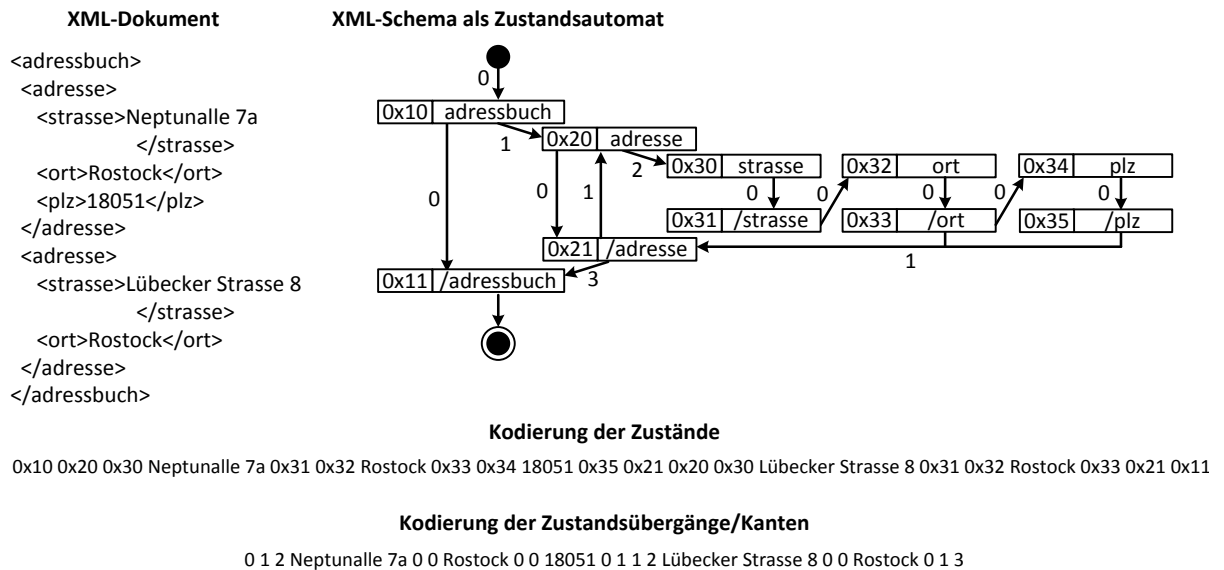 XML-Dokument
<adressbuch>
<adresse>
<strasse>Neptunalle 7a
</strasse>
<ort>Rostock</ort>
<plz>18051</plz>
</adresse>
<adresse>
<strasse>Lübecker Strasse 8
</strasse>
<ort>Rostock</ort>
</adresse>
</adressbuch>
XML-Schema als Zustandsautomat
0
0x10 adressbuch
1
0x20 adresse
2
0x30 strasse
0x32 ort
0x34 plz
0
0
1
0
0
0
0
0
0x31 /strasse
0x33 /ort
0x35 /plz
0x21 /adresse
1
0x11 /adressbuch
3
Kodierung der Zustände
0x10 0x20 0x30 Neptunalle 7a 0x31 0x32 Rostock 0x33 0x34 18051 0x35 0x21 0x20 0x30 Lübecker Strasse 8 0x31 0x32 Rostock 0x33 0x21 0x11
Kodierung der Zustandsübergänge/Kanten
0 1 2 Neptunalle 7a 0 0 Rostock 0 0 18051 0 1 1 2 Lübecker Strasse 8 0 0 Rostock 0 1 3